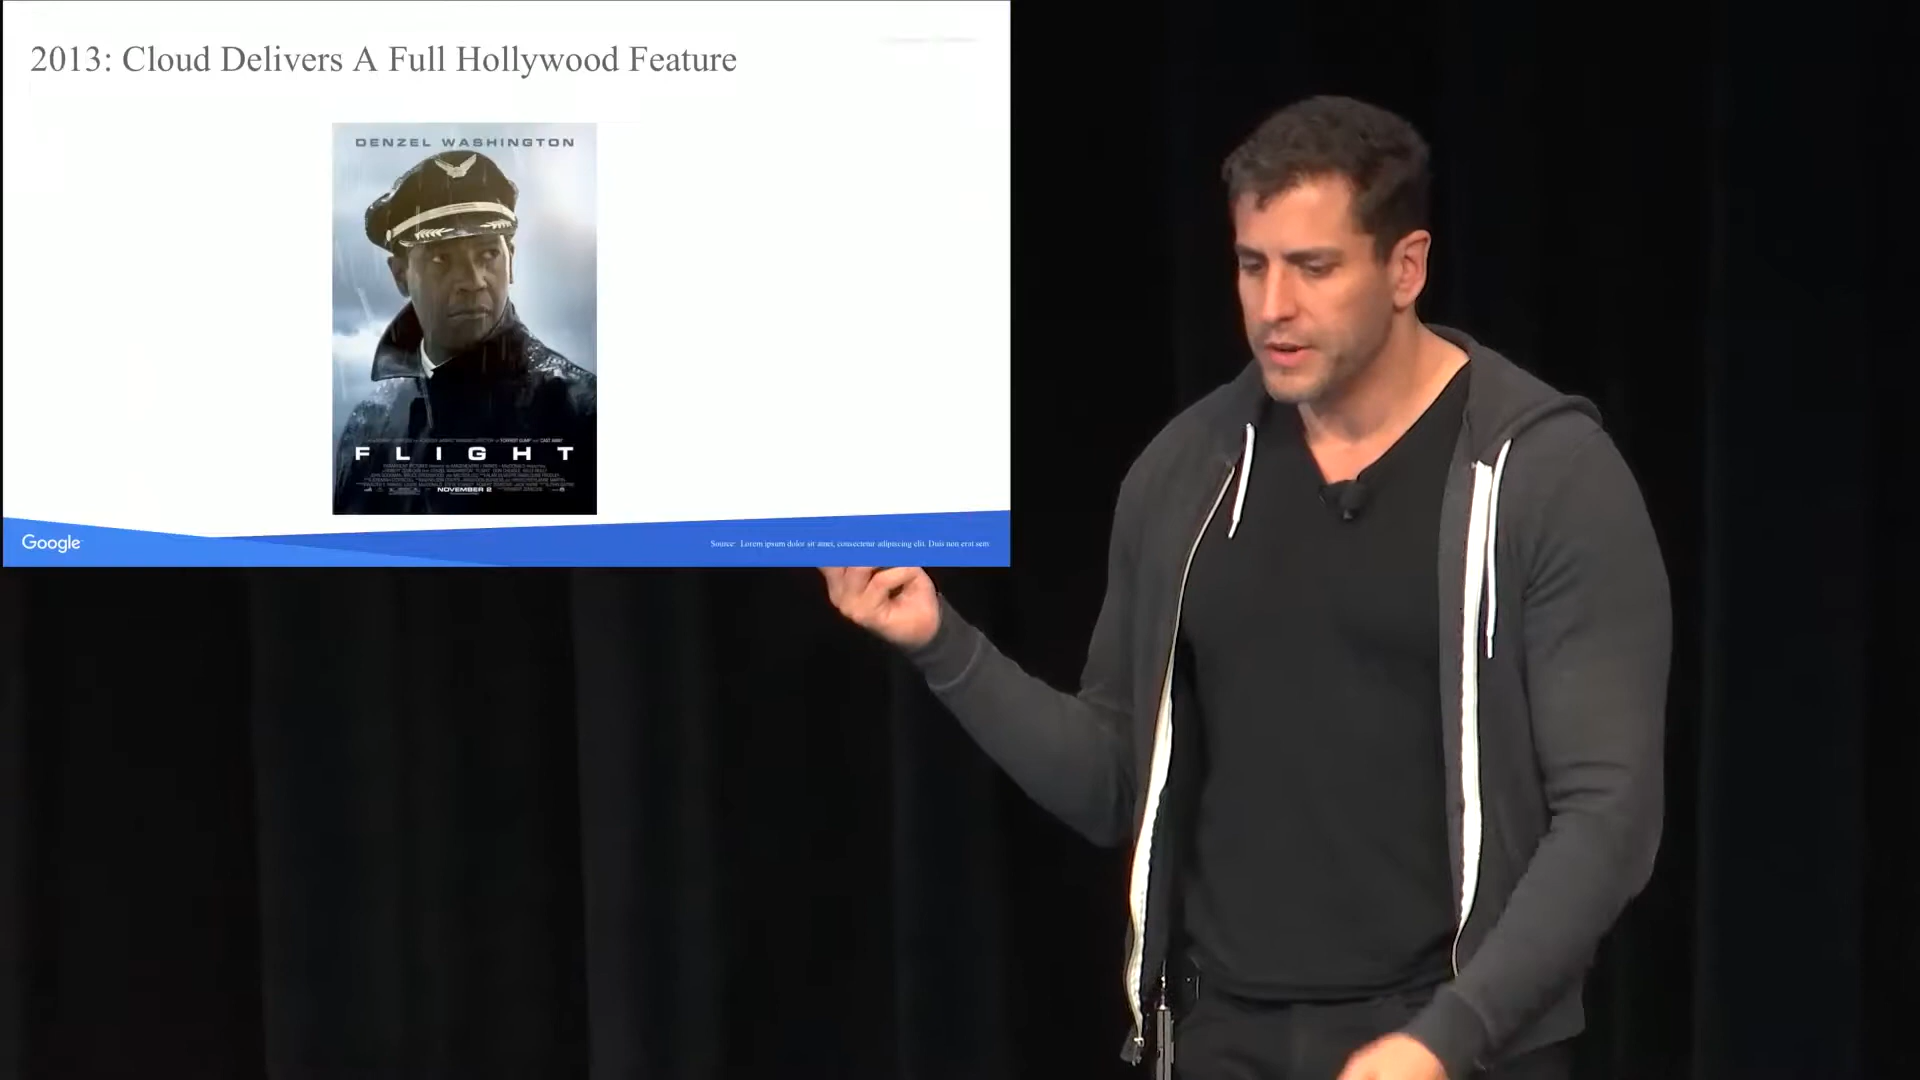 2013: Cloud Delivers A Full Hollywood Feature
DENZEL WASHINGTON
FLIGHT
NOVEMBER 2
Google
Source: Lorem ipsum dolor sit amet, consectetur adipiscing elit. Duis non erat sem